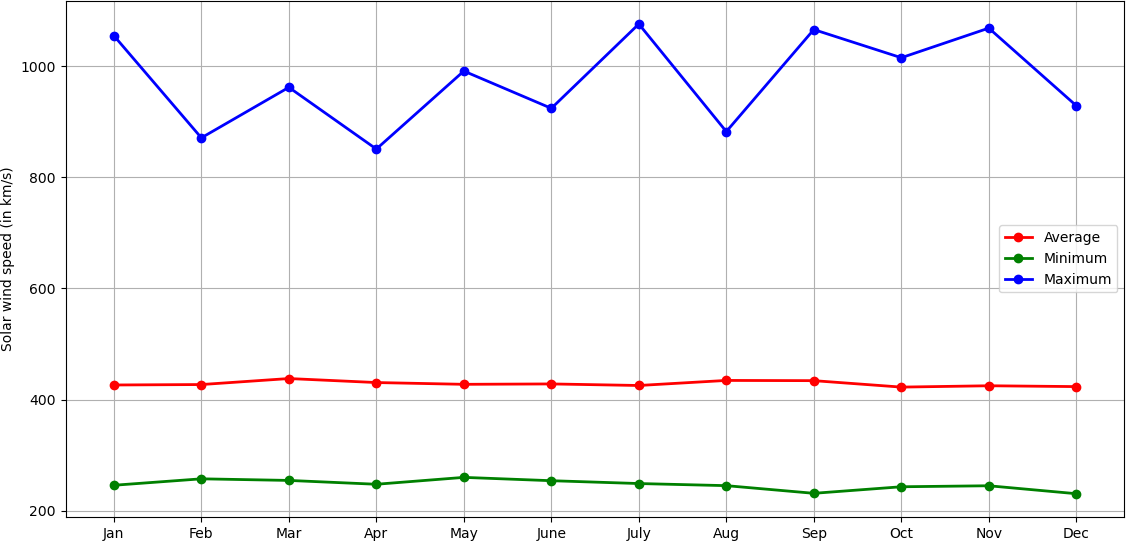 Solar wind speed (in km/s)
1000
800
600
400
200
Average
Minimum
Maximum
Jan Feb Mar Apr May June July Aug Sep Oct Nov Dec